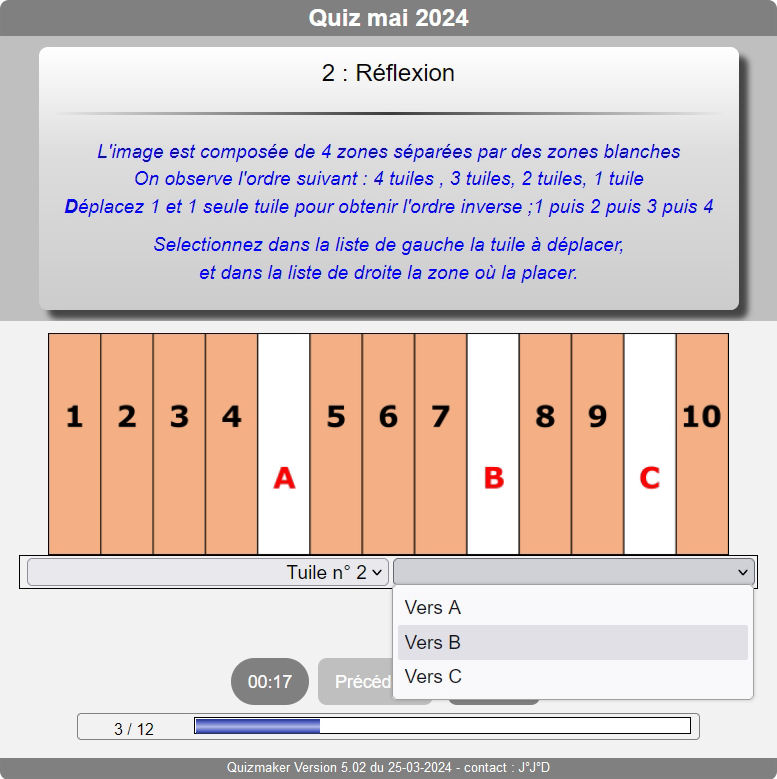 Quiz mai 2024
2 : Réflexion
L'image est composée de 4 zones séparées par des zones blanches
On observe l'ordre suivant : 4 tuiles , 3 tuiles, 2 tuiles, 1 tuile
Déplacez 1 et 1 seule tuile pour obtenir l'ordre inverse ;1 puis 2 puis 3 puis 4
Selectionnez dans la liste de gauche la tuile à déplacer,
et dans la liste de droite la zone où la placer.
1 2 3 4 5 6 7 8 9 10
A B C
Tuile n° 2
Vers A
Vers B
Vers C
00:17 Précéd
3 / 12
Quizmaker Version 5.02 du 25-03-2024 - contact : J°J°D